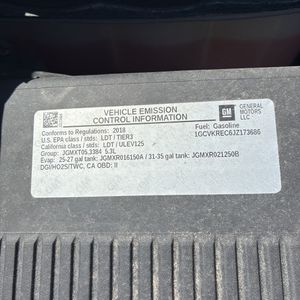 VEHICLE EMISSION
CONTROL INFORMATION
GM
GENERAL
MOTORS
LLC
Conforms to Regulations: 2018
Fuel: Gasoline
U.S. EPA class / stds: LDT / TIER3
1GCVKREC6JZ173686
California class / stds: LDT / ULEV125
Group: JGMXT05.3384 5.3L
Evap: 25-27 gal tank: JGMXR016150A / 31-35 gal tank: JGMXR021250B
DGI/HO2S/TWC, CA OBD: II